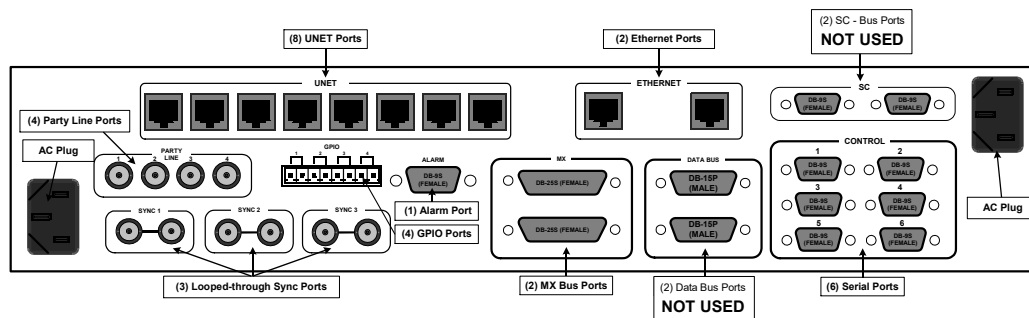 (2) SC - Bus Ports
NOT USED
(8) UNET Ports
(2) Ethernet Ports
UNET
ETHERNET
SC
DB-9S
(FEMALE)
DB-9S
(FEMALE)
(4) Party Line Ports
AC Plug
PARTY
LINE
1
2
3
4
GPIO
1
2
3
4
ALARM
DB-9S
(FEMALE)
(1) Alarm Port
(4) GPIO Ports
MX
DB-25S (FEMALE)
DB-25S (FEMALE)
DATA BUS
DB-15P
(MALE)
DB-15P
(MALE)
CONTROL
1
2
DB-9S
(FEMALE)
DB-9S
(FEMALE)
3
4
DB-9S
(FEMALE)
DB-9S
(FEMALE)
5
6
DB-9S
(FEMALE)
DB-9S
(FEMALE)
AC Plug
SYNC 1
SYNC 2
SYNC 3
(3) Looped-through Sync Ports
(2) MX Bus Ports
(2) Data Bus Ports
NOT USED
(6) Serial Ports